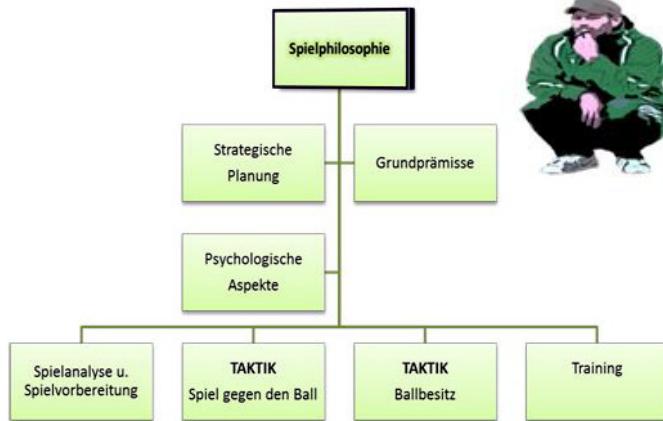 Spielphilosophie
Strategische
Planung
Grundprämisse
Psychologische
Aspekte
Spielanalyse u.
Spielvorbereitung
TAKTIK
Spiel gegen den Ball
TAKTIK
Ballbesitz
Training